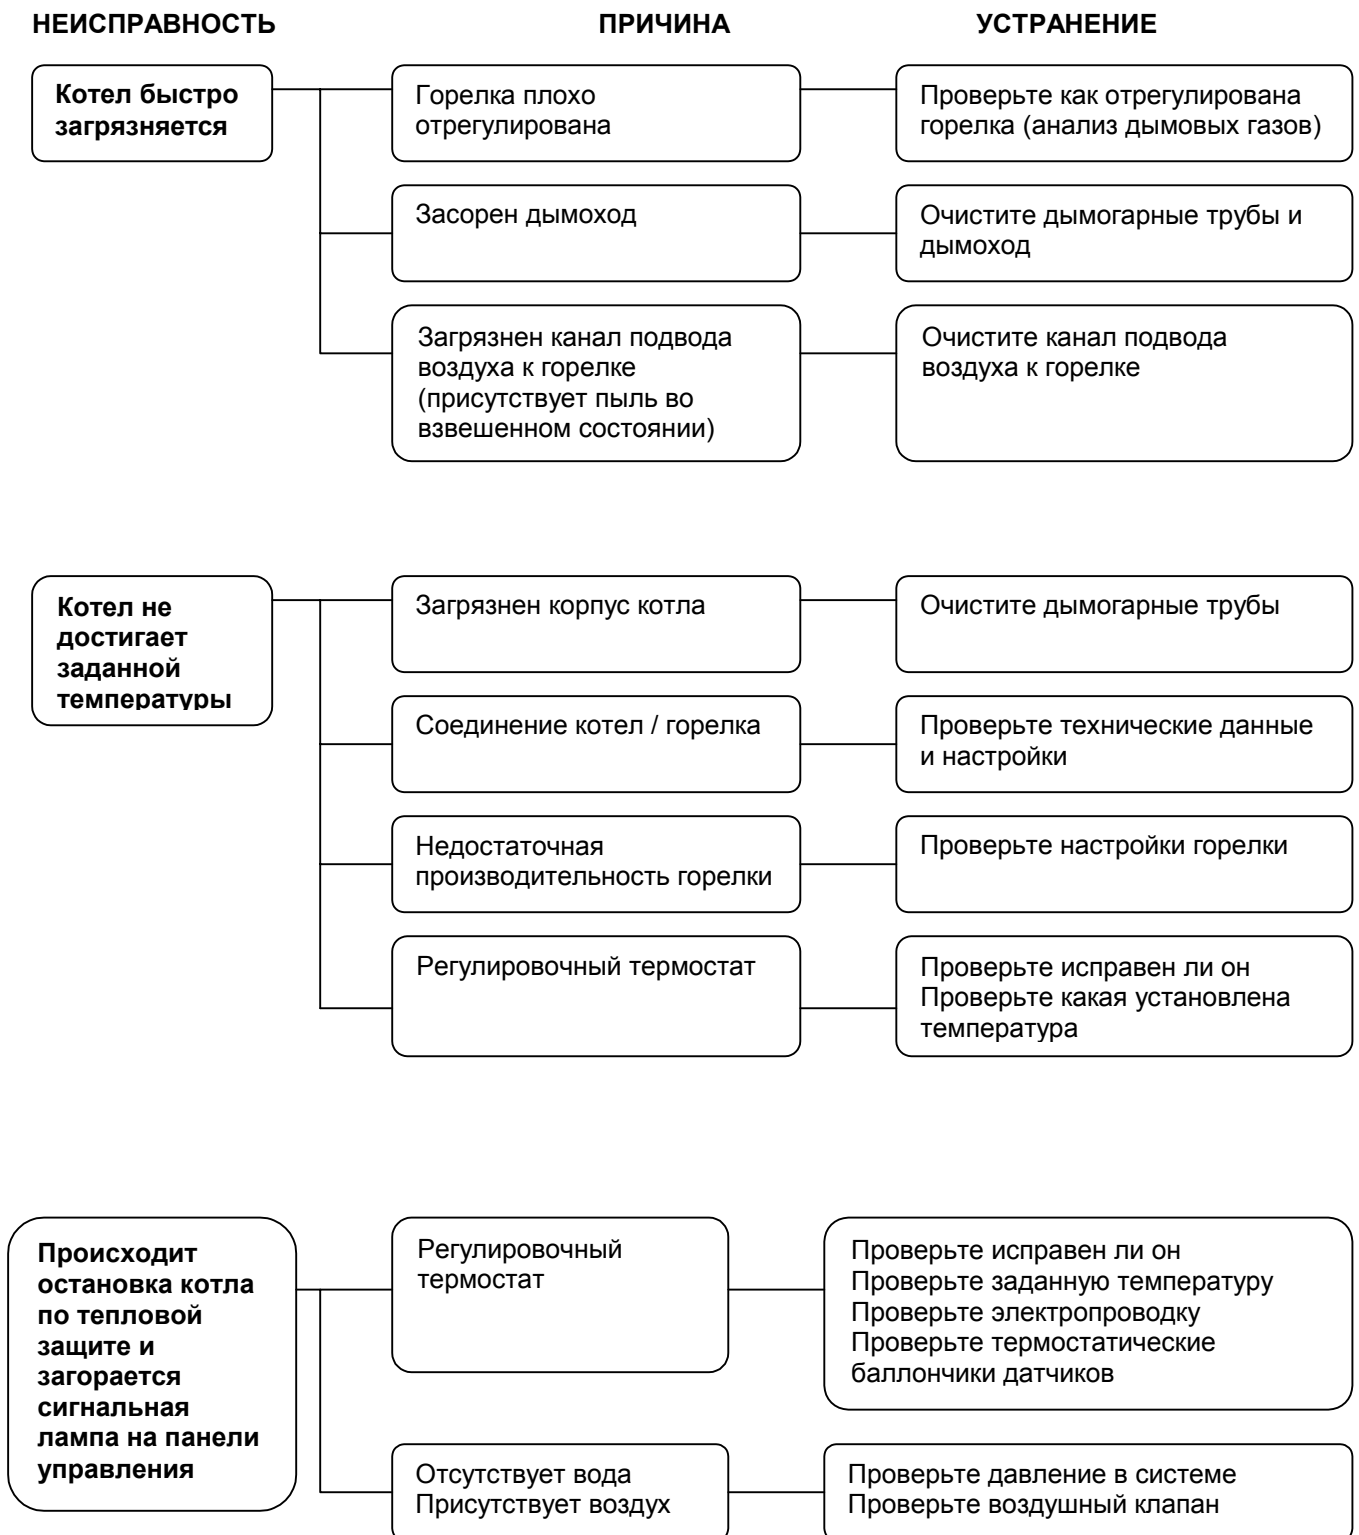 НЕИСПРАВНОСТЬ ПРИЧИНА УСТРАНЕНИЕ
Котел быстро
загрязняется
Горелка плохо
отрегулирована
Проверьте как отрегулирована
горелка (анализ дымовых газов)
Засорен дымоход
Очистите дымогарные трубы и
дымоход
Загрязнен канал подвода
воздуха к горелке
(присутствует пыль во
взвешенном состоянии)
Очистите канал подвода
воздуха к горелке
Котел не
достигает
заданной
температуры
Загрязнен корпус котла
Очистите дымогарные трубы
Соединение котел / горелка
Проверьте технические данные
и настройки
Недостаточная
производительность горелки
Проверьте настройки горелки
Регулировочный термостат
Проверьте исправен ли он
Проверьте какая установлена
температура
Происходит
остановка котла
по тепловой
защите и
загорается
сигнальная
лампа на панели
управления
Регулировочный
термостат
Проверьте исправен ли он
Проверьте заданную температуру
Проверьте электропроводку
Проверьте термостатические
баллончики датчиков
Отсутствует вода
Присутствует воздух
Проверьте давление в системе
Проверьте воздушный клапан